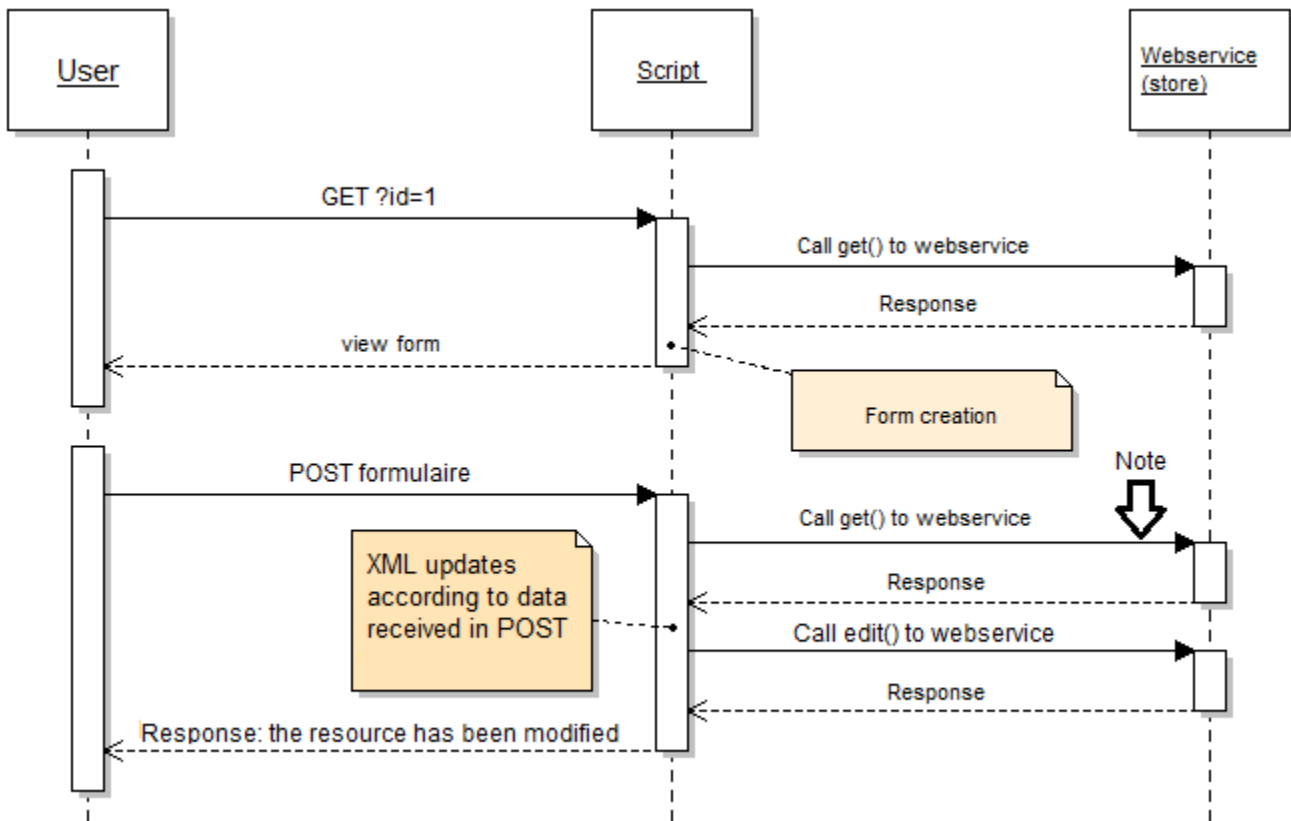 User
Script
Webservice
(store)
GET ?id=1
Call get() to webservice
Response
view form
Form creation
POST formulaire
Note
Call get() to webservice
XML updates
according to data
received in POST
Response
Call edit() to webservice
Response
Response: the resource has been modified